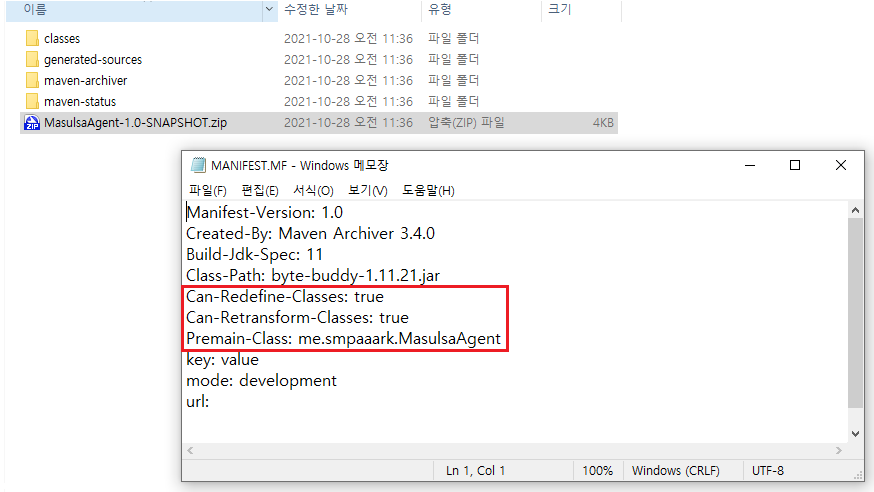 이름 수정한 날짜 유형 크기
classes 2021-10-28 오전 11:36 파일 폴더
generated-sources 2021-10-28 오전 11:36 파일 폴더
maven-archiver 2021-10-28 오전 11:36 파일 폴더
maven-status 2021-10-28 오전 11:36 파일 폴더
ZIP MasulsaAgent-1.0-SNAPSHOT.zip 2021-10-28 오전 11:36 압축(ZIP) 파일 4KB
MANIFEST.MF - Windows 메모장
파일(F) 편집(E) 서식(O) 보기(V) 도움말(H)
Manifest-Version: 1.0
Created-By: Maven Archiver 3.4.0
Build-Jdk-Spec: 11
Class-Path: byte-buddy-1.11.21.jar
Can-Redefine-Classes: true
Can-Retransform-Classes: true
Premain-Class: me.smpaaark.MasulsaAgent
key: value
mode: development
url:
Ln 1, Col 1 100% Windows (CRLF) UTF-8